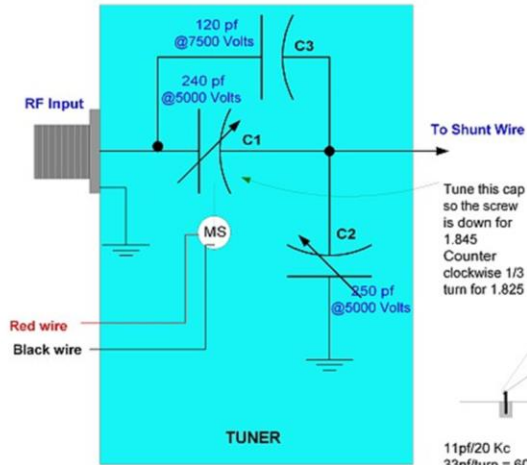 120 pf
@7500 Volts
C3
240 pf
@5000 Volts
RF Input
C1
To Shunt Wire
Tune this cap
so the screw
is down for
1.845
Counter
clockwise 1/3
turn for 1.825
MS
C2
250 pf
@5000 Volts
Red wire
Black wire
TUNER
11pf/20 Kc